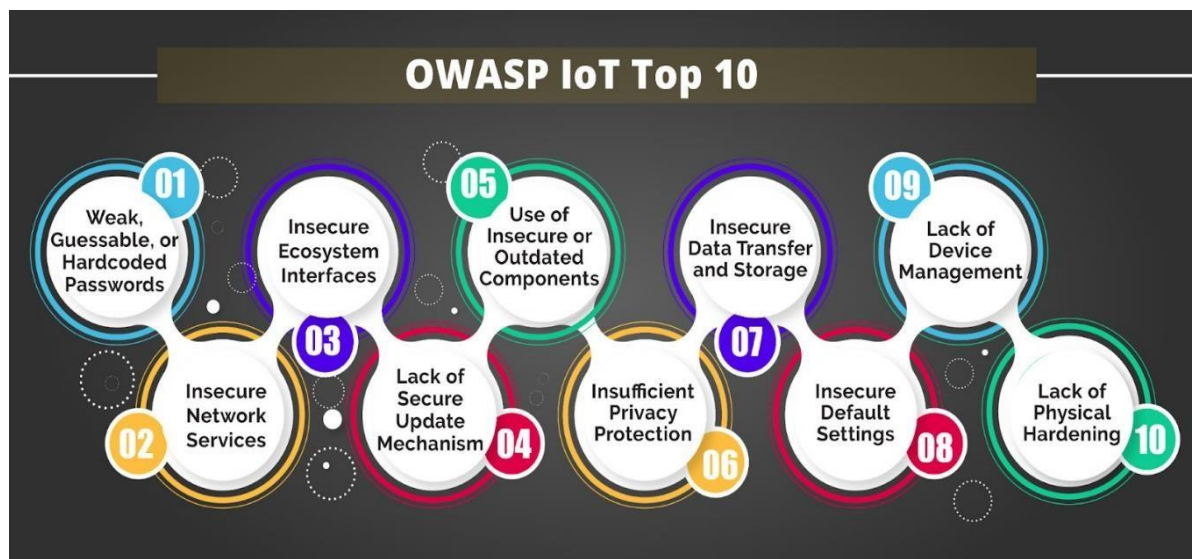 OWASP IoT Top 10
01
Weak,
Guessable, or
Hardcoded
Passwords
02
Insecure
Network
Services
03
Insecure
Ecosystem
Interfaces
04
Lack of
Secure
Update
Mechanism
05
Use of
Insecure or
Outdated
Components
06
Insufficient
Privacy
Protection
07
Insecure
Data Transfer
and Storage
08
Insecure
Default
Settings
09
Lack of
Device
Management
10
Lack of
Physical
Hardening